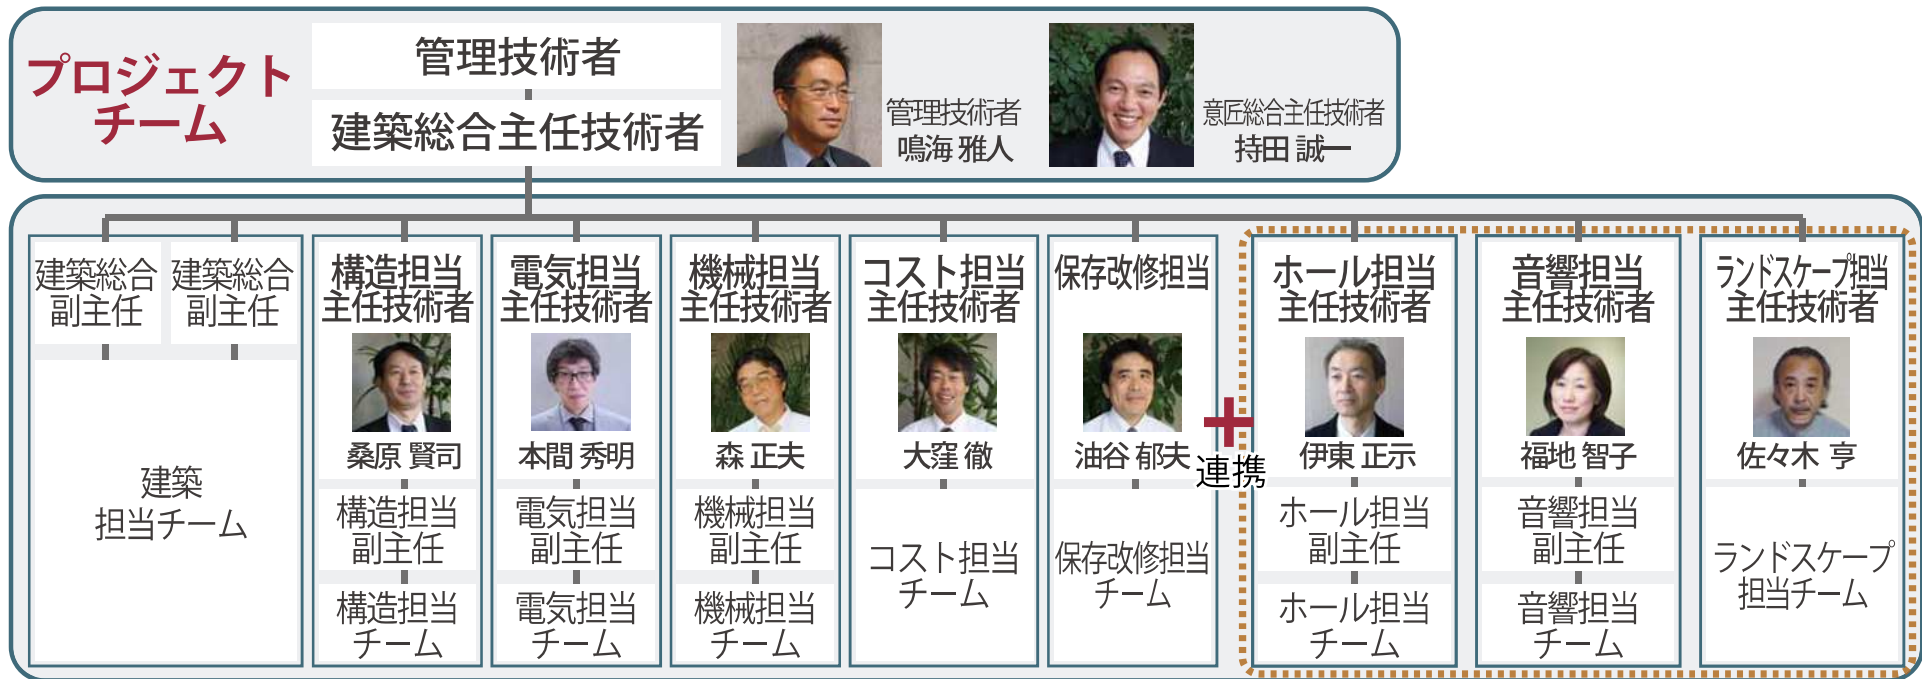 プロジェクト
チーム
管理技術者
建築総合主任技術者
管理技術者
鳴海 雅人
意匠総合主任技術者
持田 誠一
建築総合
副主任
建築総合
副主任
建築
担当チーム
構造担当
主任技術者
桑原 賢司
構造担当
副主任
構造担当
チーム
電気担当
主任技術者
本間 秀明
電気担当
副主任
電気担当
チーム
機械担当
主任技術者
森 正夫
機械担当
副主任
機械担当
チーム
コスト担当
主任技術者
大窪 徹
コスト担当
チーム
保存改修担当
油谷 郁夫
保存改修担当
チーム
+
連携
ホール担当
主任技術者
伊東 正示
ホール担当
副主任
ホール担当
チーム
音響担当
主任技術者
福地 智子
音響担当
副主任
音響担当
チーム
ランドスケープ担当
主任技術者
佐々木 亨
ランドスケープ
担当チーム